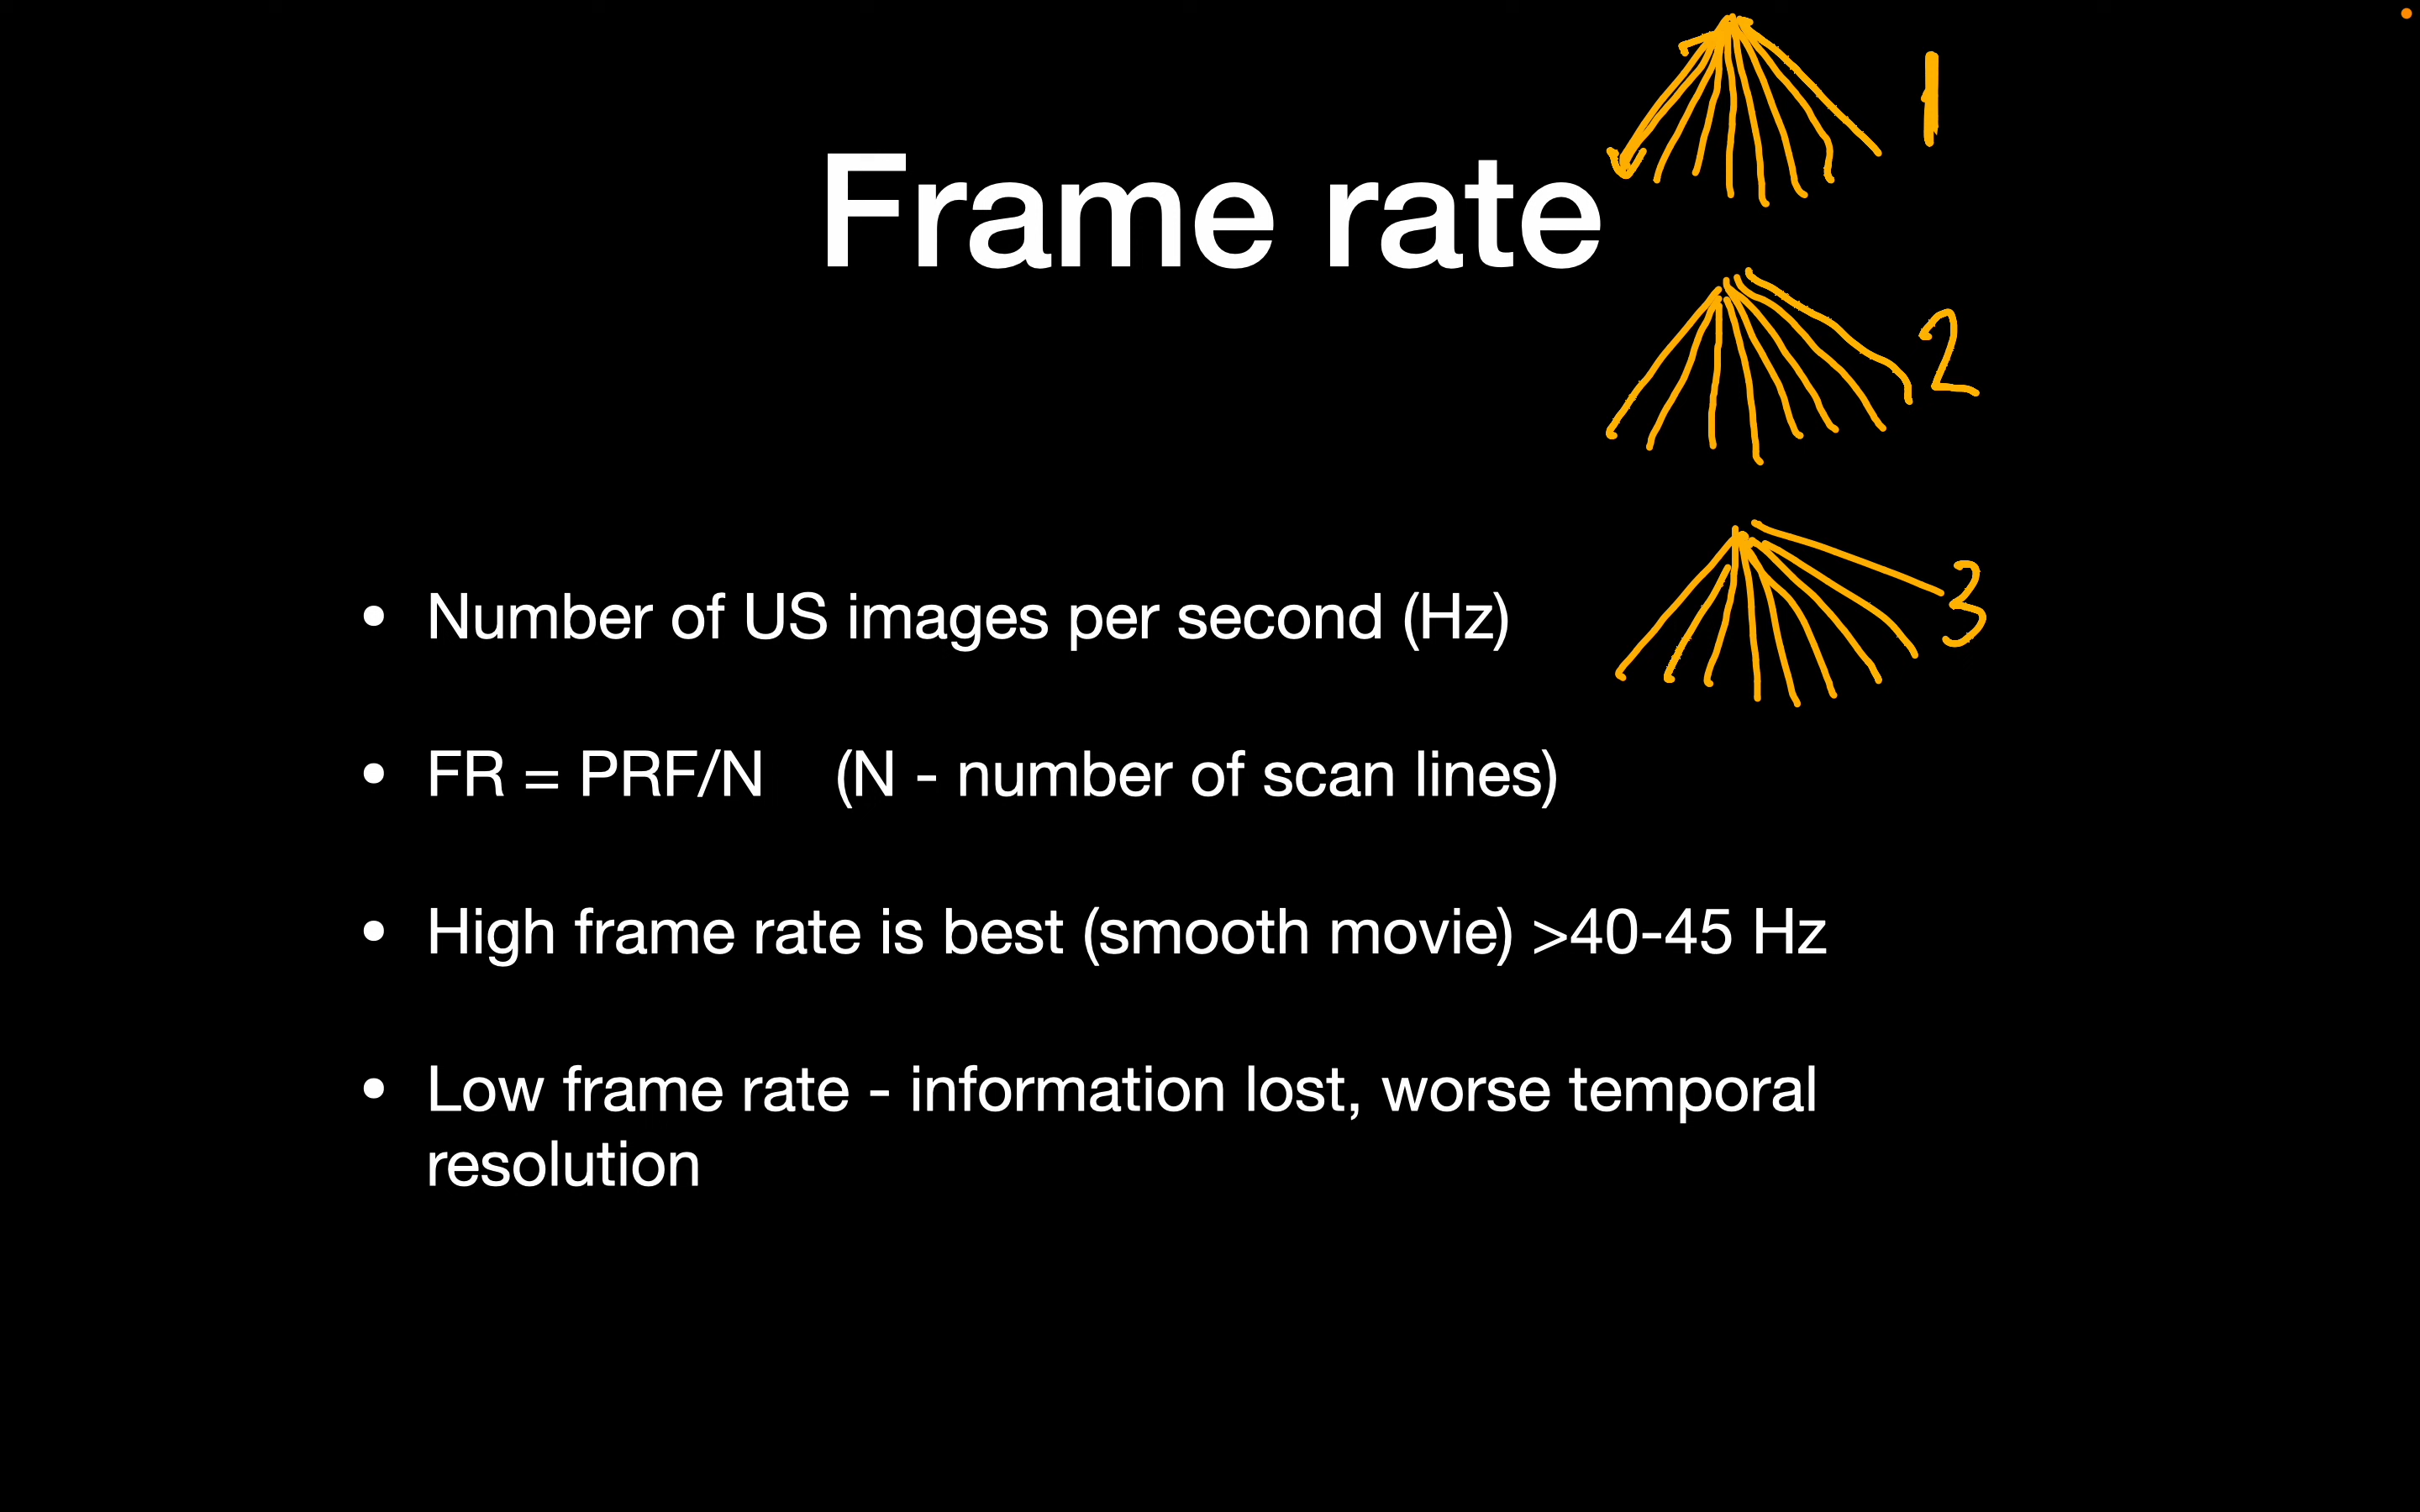 1
Frame rate
2
3
• Number of US images per second (Hz)
• FR = PRF/N (N - number of scan lines)
• High frame rate is best (smooth movie) >40-45 Hz
• Low frame rate - information lost, worse temporal
resolution